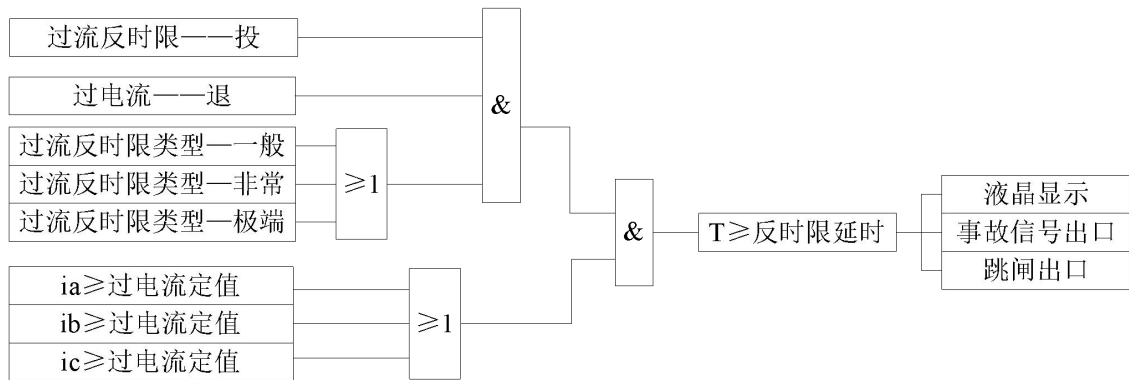 过流反时限——投
过电流——退
过流反时限类型—一般
过流反时限类型—非常
过流反时限类型—极端
≥1
&
ia≥过电流定值
ib≥过电流定值
ic≥过电流定值
≥1
&
T≥反时限延时
液晶显示
事故信号出口
跳闸出口